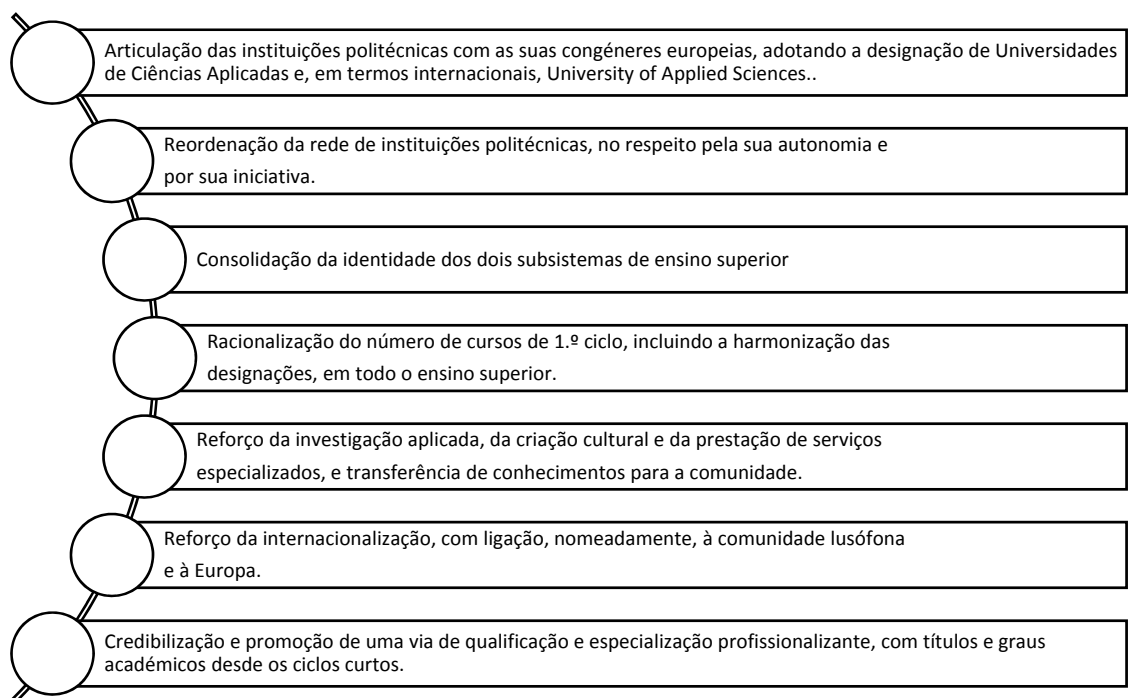 Articulação das instituições politécnicas com as suas congéneres europeias, adotando a designação de Universidades
de Ciências Aplicadas e, em termos internacionais, University of Applied Sciences..
Reordenação da rede de instituições politécnicas, no respeito pela sua autonomia e
por sua iniciativa.
Consolidação da identidade dos dois subsistemas de ensino superior
Racionalização do número de cursos de 1.º ciclo, incluindo a harmonização das
designações, em todo o ensino superior.
Reforço da investigação aplicada, da criação cultural e da prestação de serviços
especializados, e transferência de conhecimentos para a comunidade.
Reforço da internacionalização, com ligação, nomeadamente, à comunidade lusófona
e à Europa.
Credibilização e promoção de uma via de qualificação e especialização profissionalizante, com títulos e graus
académicos desde os ciclos curtos.